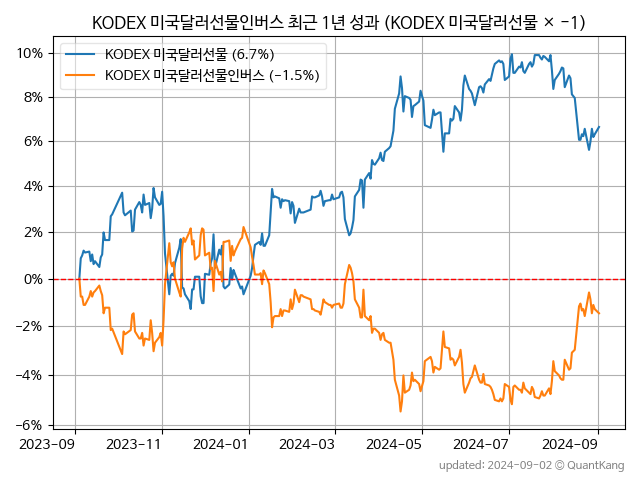 KODEX 미국달러선물인버스 최근 1년 성과 (KODEX 미국달러선물 × −1)
KODEX 미국달러선물 (6.7%)
KODEX 미국달러선물인버스 (−1.5%)
10%
8%
6%
4%
2%
0%
−2%
−4%
−6%
2023-09 2023-11 2024-01 2024-03 2024-05 2024-07 2024-09
updated: 2024-09-02 © QuantKang